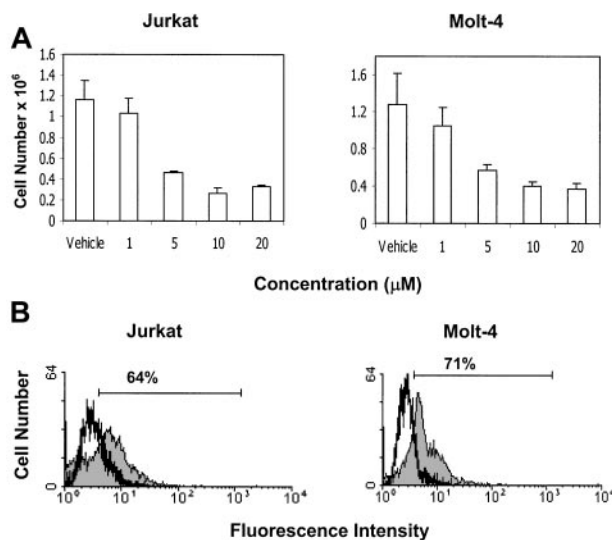 Jurkat
Molt-4
A
Cell Number x 10⁶
1.6
1.4
1.2
1
0.8
0.6
0.4
0.2
0
Vehicle 1 5 10 20
1.6
1.2
0.8
0.4
0
Vehicle 1 5 10 20
Concentration (μM)
B
Jurkat
Molt-4
Cell Number
64
0
64%
10⁰ 10¹ 10² 10³ 10⁴
64
0
71%
10⁰ 10¹ 10² 10³ 10⁴
Fluorescence Intensity